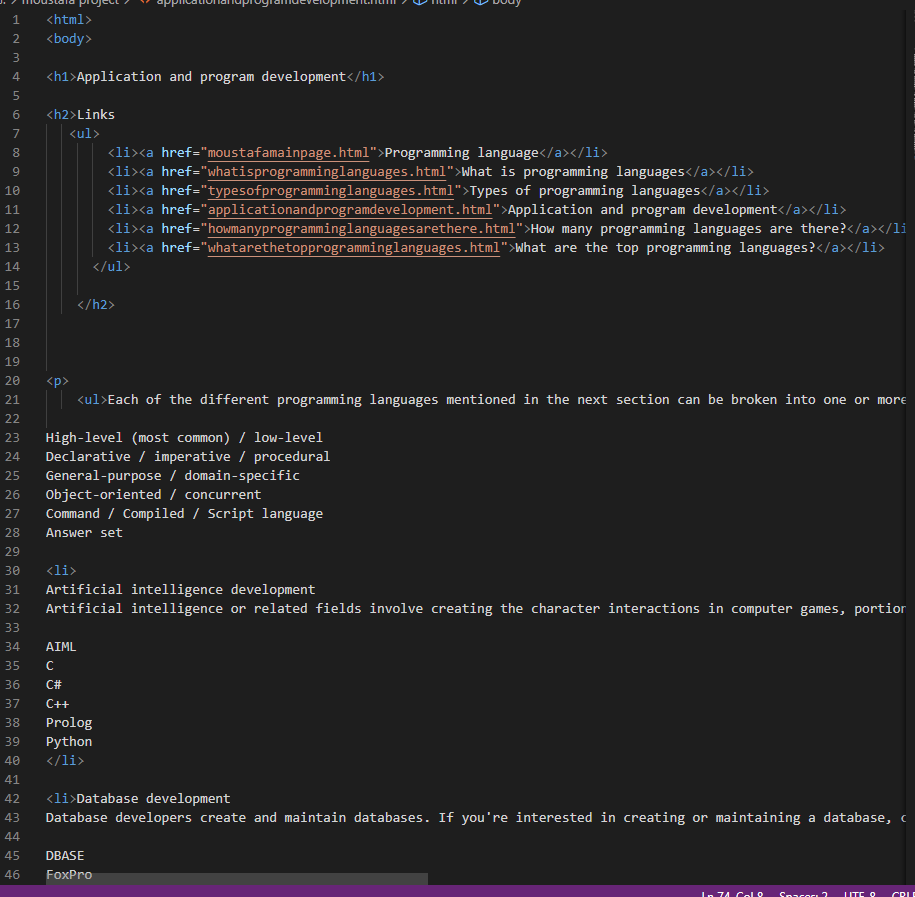 moustafa project > <> applicationandprogramdevelopment.html > html > body
1 <html>
2 <body>
3
4 <h1>Application and program development</h1>
5
6 <h2>Links
7 <ul>
8 <li><a href="moustafamainpage.html">Programming language</a></li>
9 <li><a href="whatisprogramminglanguages.html">What is programming languages</a></li>
10 <li><a href="typesofprogramminglanguages.html">Types of programming languages</a></li>
11 <li><a href="applicationandprogramdevelopment.html">Application and program development</a></li>
12 <li><a href="howmanyprogramminglanguagesarethere.html">How many programming languages are there?</a></li
13 <li><a href="whatarethetopprogramminglanguages.html">What are the top programming languages?</a></li>
14 </ul>
15
16 </h2>
17
18
19
20 <p>
21 <ul>Each of the different programming languages mentioned in the next section can be broken into one or more
22
23 High-level (most common) / low-level
24 Declarative / imperative / procedural
25 General-purpose / domain-specific
26 Object-oriented / concurrent
27 Command / Compiled / Script language
28 Answer set
29
30 <li>
31 Artificial intelligence development
32 Artificial intelligence or related fields involve creating the character interactions in computer games, portion
33
34 AIML
35 C
36 C#
37 C++
38 Prolog
39 Python
40 </li>
41
42 <li>Database development
43 Database developers create and maintain databases. If you're interested in creating or maintaining a database,
44
45 DBASE
46 FoxPro
Ln 74, Col 8 Spaces: 2 UTF-8